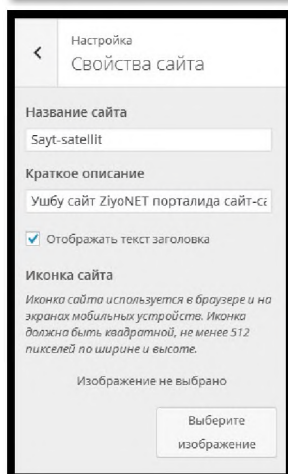 Настройка
Свойства сайта
Название сайта
Sayt-satellit
Краткое описание
Ушбу сайт ZiyoNET порталида сайт-са
Отображать текст заголовка
Иконка сайта
Иконка сайта используется в браузере и на
экранах мобильных устройств. Иконка
должна быть квадратной, не менее 512
пикселей по ширине и высоте.
Изображение не выбрано
Выберите
изображение